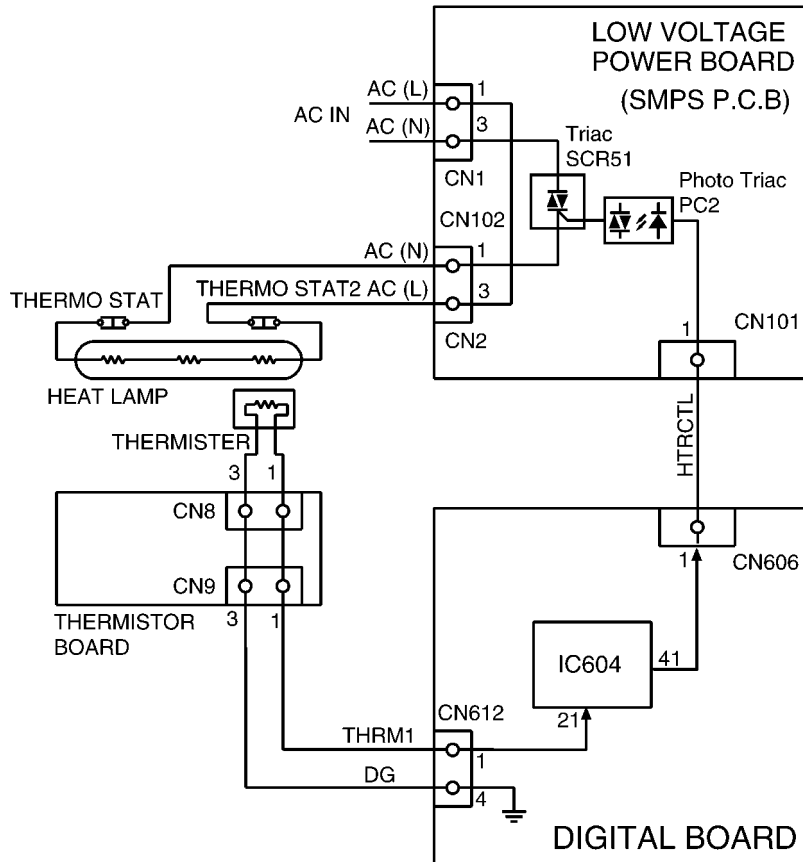 LOW VOLTAGE
POWER BOARD
(SMPS P.C.B)
AC IN
AC (L)
1
AC (N)
3
CN1
Triac
SCR51
Photo Triac
PC2
CN102
AC (N)
1
THERMO STAT
THERMO STAT2 AC (L)
3
CN2
1
CN101
HEAT LAMP
THERMISTER
3
1
HTRCTL
CN8
CN9
3
1
THERMISTOR
BOARD
1
CN606
IC604
41
21
CN612
THRM1
1
DG
4
DIGITAL BOARD